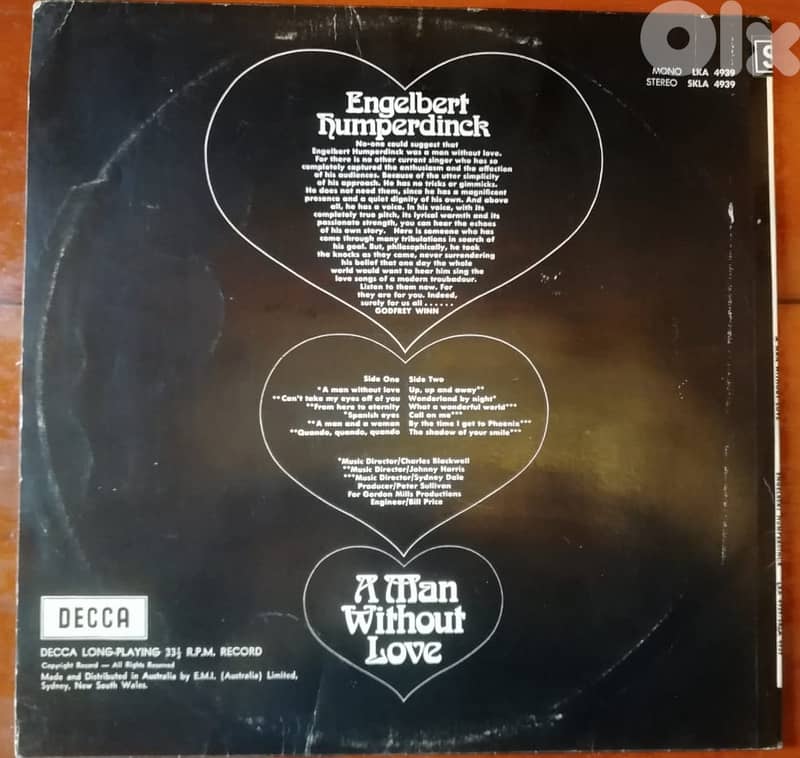 Olx
S
MONO LKA 4939
STEREO SKLA 4939
Engelbert
Humperdinck
No-one could suggest that
Engelbert Humperdinck was a man without love.
For there is no other current singer who has so
completely captured the enthusiasm and the affection
of his audiences. Because of the utter simplicity
of his approach. He has no tricks or gimmicks.
He does not need them, since he has a magnificent
presence and a quiet dignity of his own. And above
all, he has a voice. In his voice, with its
completely true pitch, its lyrical warmth and its
passionate strength, you can hear the echoes
of his own story. Here is someone who has
come through many tribulations in search of
his goal. But, philosophically, he took
the knocks as they came, never surrendering
his belief that one day the whole
world would want to hear him sing the
love songs of a modern troubadour.
Listen to them now. For
they are for you. Indeed,
surely for us all ......
GODFREY WINN
Side One Side Two
*A man without love Up, up and away**
**Can't take my eyes off of you Wonderland by night*
**From here to eternity What a wonderful world***
*Spanish eyes Call on me***
**A man and a woman By the time I get to Phoenix***
**Quando, quando, quando The shadow of your smile***
*Music Director/Charles Blackwell
**Music Director/Johnny Harris
***Music Director/Sydney Dale
Producer/Peter Sullivan
For Gordon Mills Productions
Engineer/Bill Price
A Man
Without
Love
DECCA
DECCA LONG-PLAYING 33⅓ R.P.M. RECORD
Copyright Record — All Rights Reserved
Made and Distributed in Australia by E.M.I. (Australia) Limited,
Sydney, New South Wales.